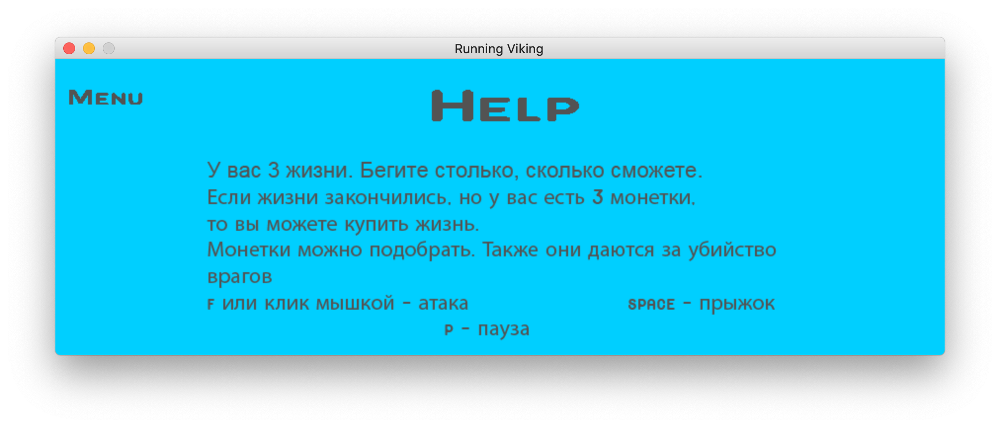 Running Viking
Menu
Help
У вас 3 жизни. Бегите столько, сколько сможете.
Если жизни закончились, но у вас есть 3 монетки,
то вы можете купить жизнь.
Монетки можно подобрать. Также они даются за убийство
врагов
F или клик мышкой - атака SPACE - прыжок
P - пауза